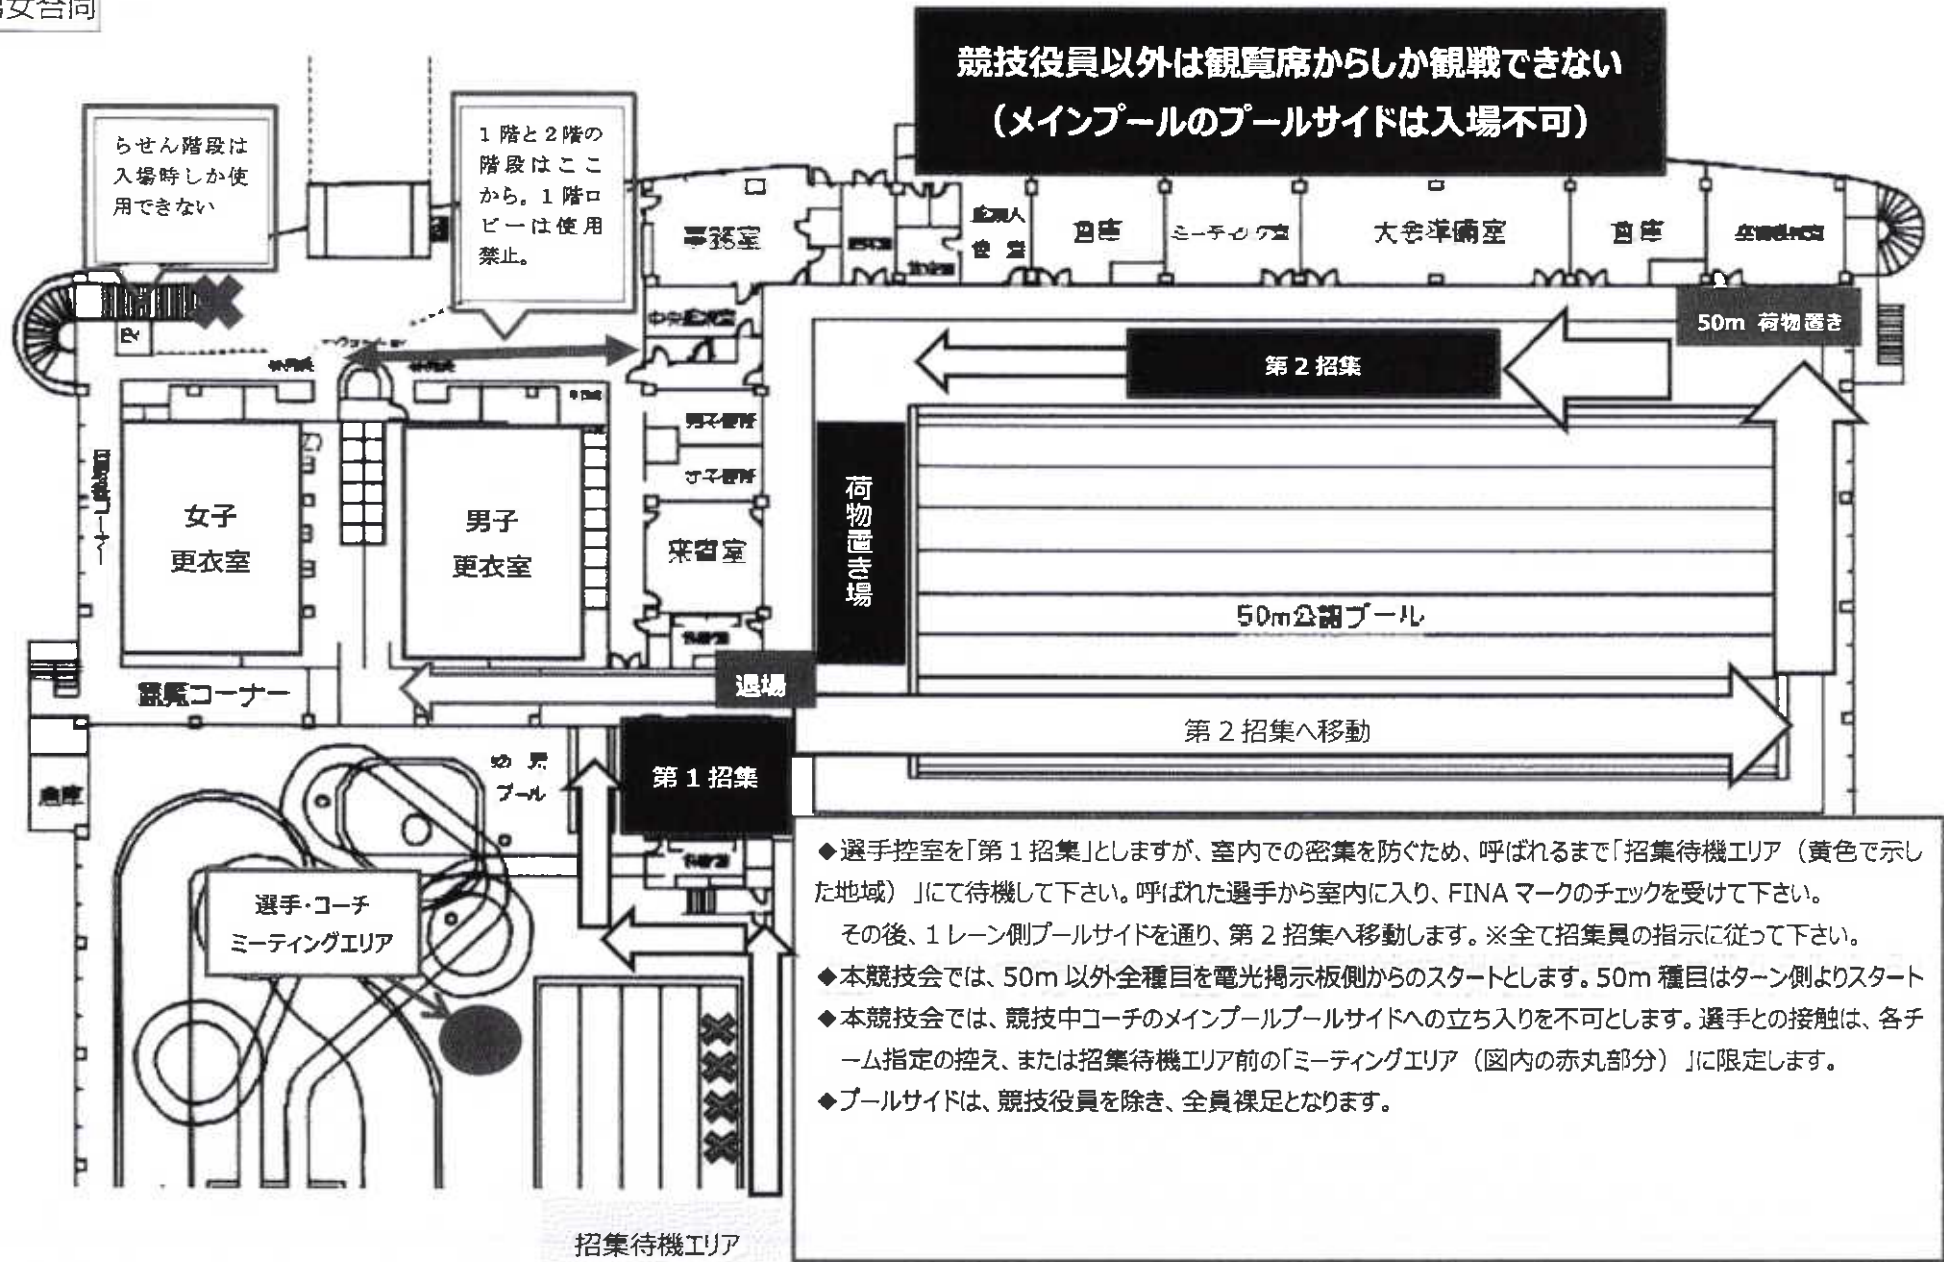 競技役員以外は観覧席からしか観戦できない
（メインプールのプールサイドは入場不可）
らせん階段は
入場時しか使
用できない
1 階と2 階の
階段はここ
から。1 階ロ
ビーは使用
禁止。
事務室
倉庫
ミーティング室
大会準備室
倉庫
50m 荷物置き
第 2 招集
男子便所
女子便所
女子
更衣室
男子
更衣室
来賓室
荷物置き場
50m公認プール
退場
観覧コーナー
第 2 招集へ移動
幼児
プール
第 1 招集
倉庫
選手・コーチ
ミーティングエリア
招集待機エリア
◆選手控室を「第 1 招集」としますが、室内での密集を防ぐため、呼ばれるまで「招集待機エリア（黄色で示し
た地域）」にて待機して下さい。呼ばれた選手から室内に入り、FINA マークのチェックを受けて下さい。
その後、1 レーン側プールサイドを通り、第 2 招集へ移動します。※全て招集員の指示に従って下さい。
◆本競技会では、50m 以外全種目を電光掲示板側からのスタートとします。50m 種目はターン側よりスタート
◆本競技会では、競技中コーチのメインプールプールサイドへの立ち入りを不可とします。選手との接触は、各チ
ーム指定の控え、または招集待機エリア前の「ミーティングエリア（図内の赤丸部分）」に限定します。
◆プールサイドは、競技役員を除き、全員裸足となります。